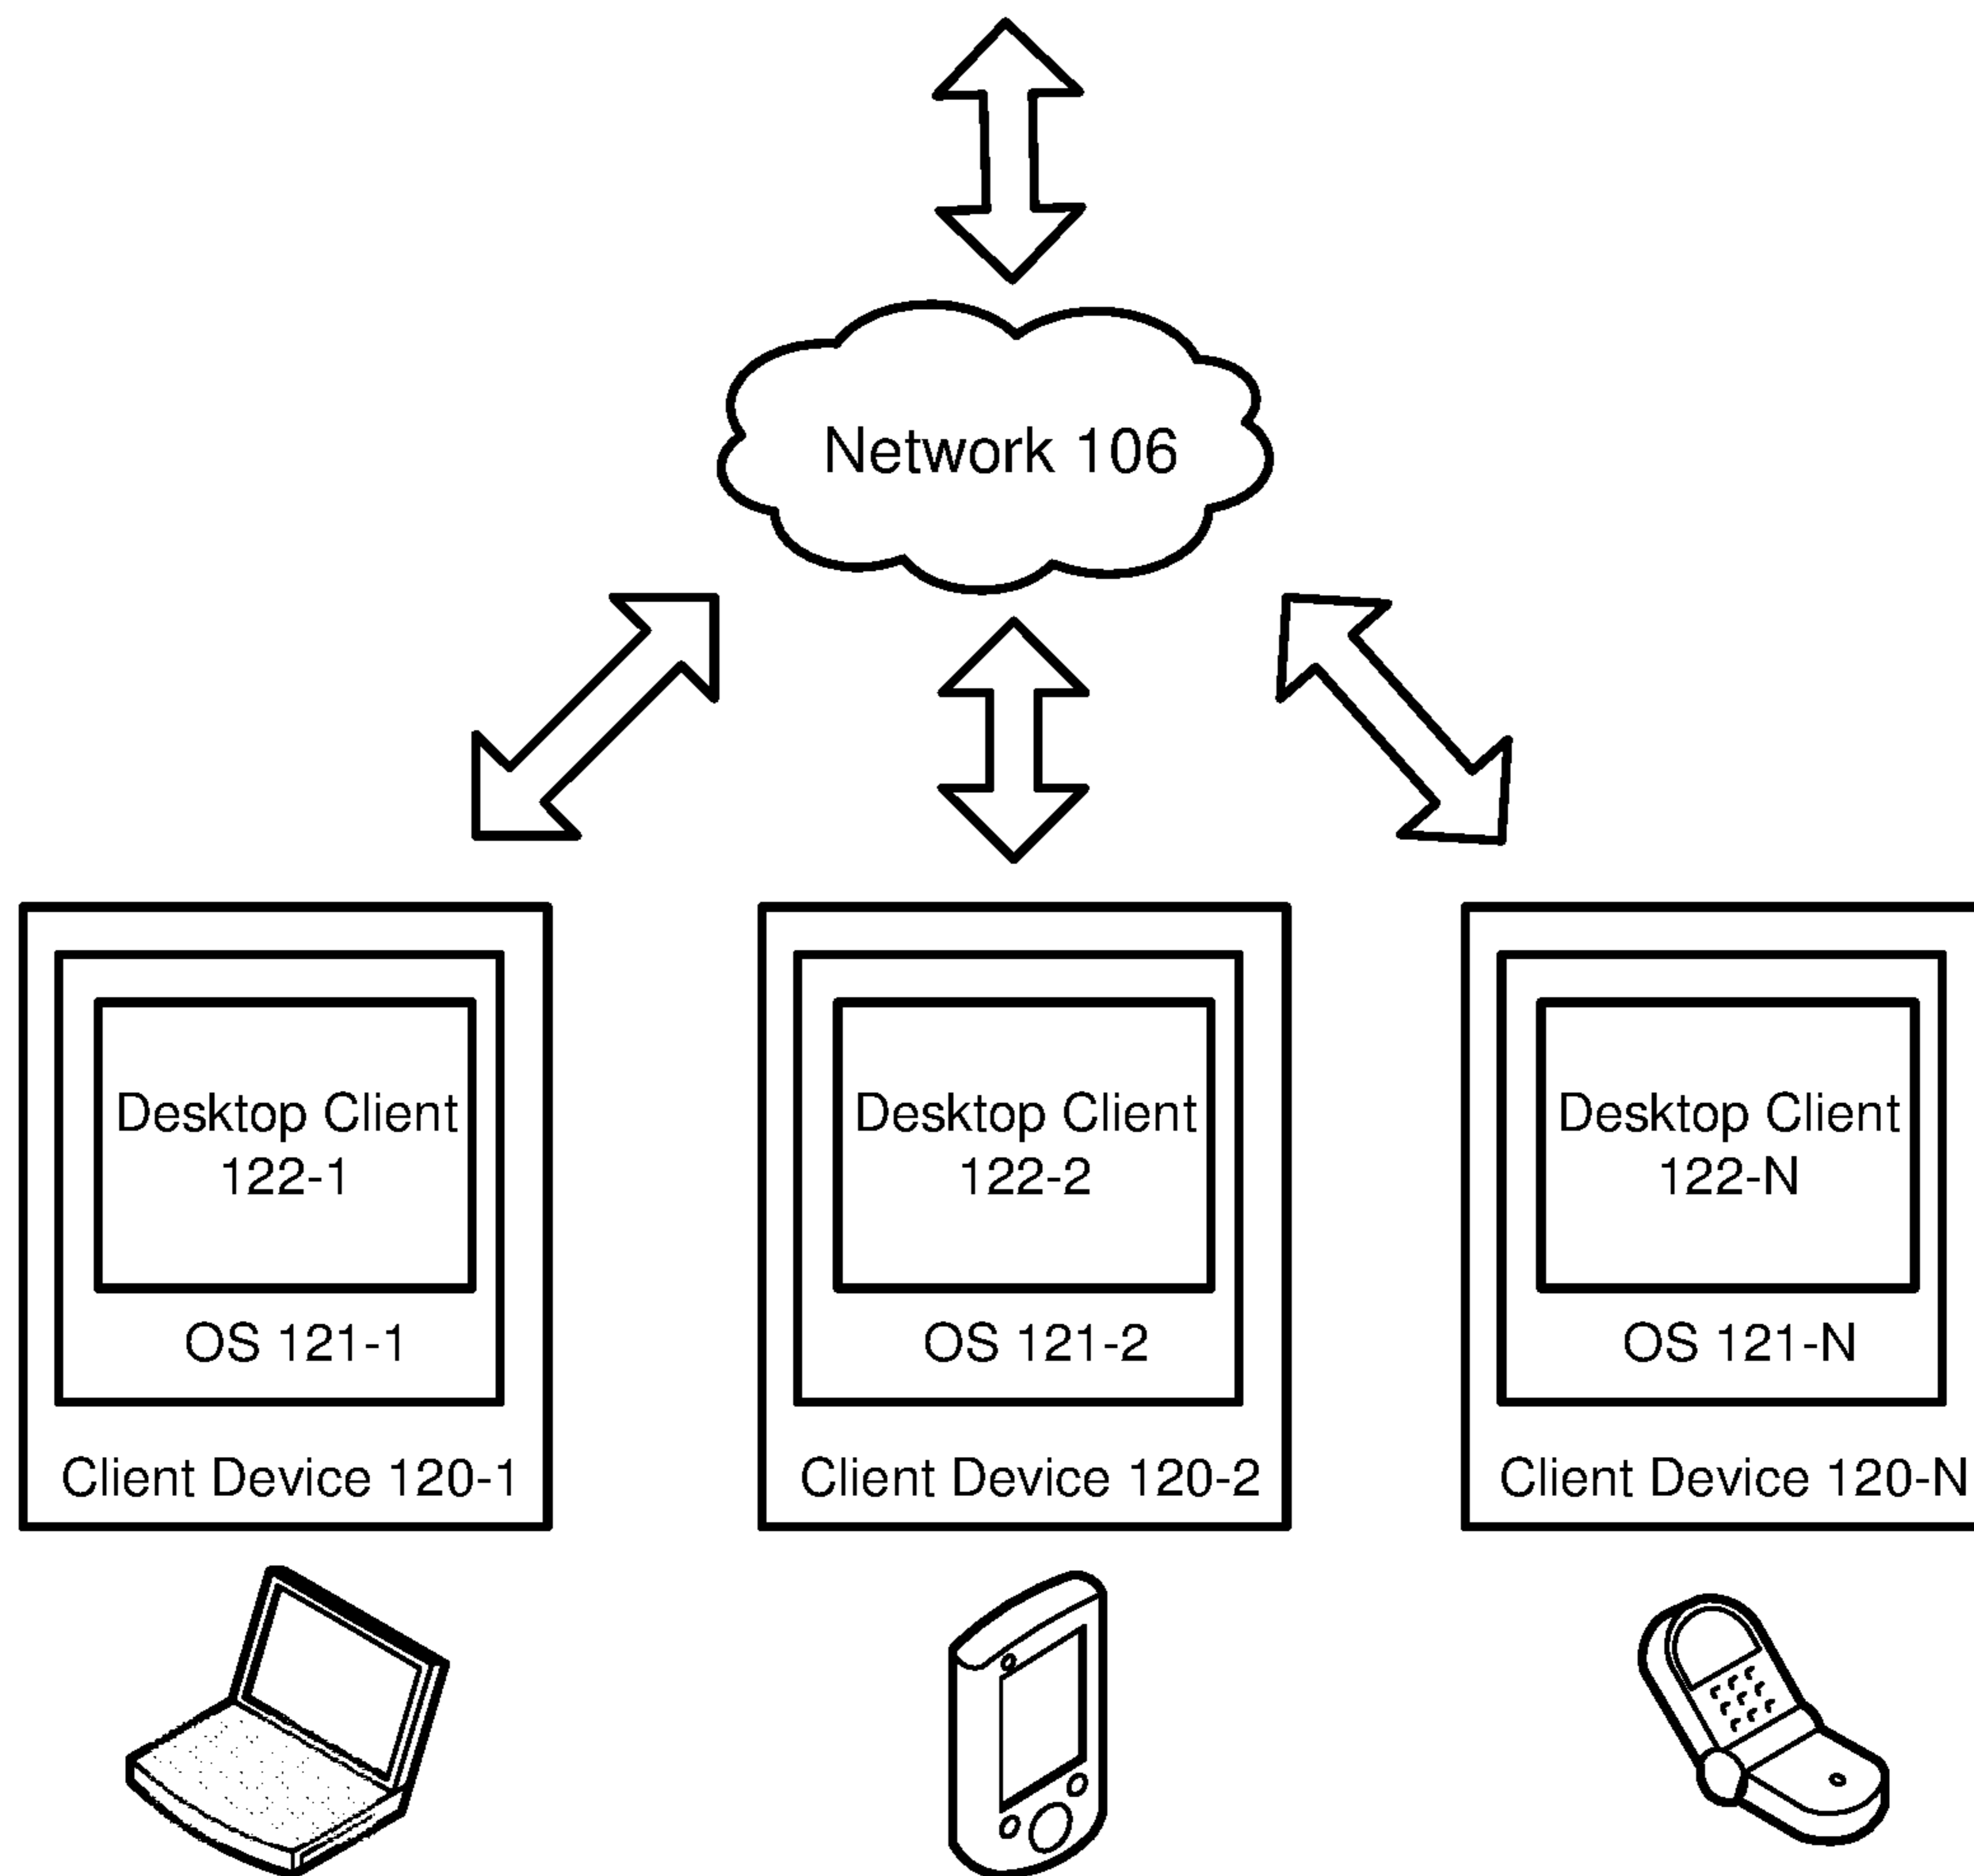 Network 106
Desktop Client
122-1
OS 121-1
Client Device 120-1
Desktop Client
122-2
OS 121-2
Client Device 120-2
Desktop Client
122-N
OS 121-N
Client Device 120-N